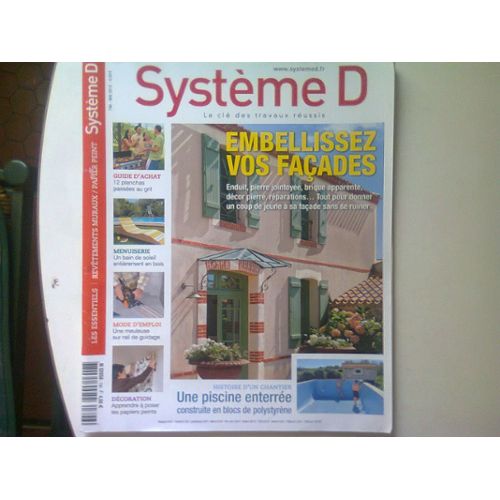 www.systemed.fr
Système D
La clé des travaux réussis
Système D
LES ESSENTIELS | REVÊTEMENTS MURAUX / PAPIER PEINT
EMBELLISSEZ
VOS FAÇADES
Enduit, pierre jointoyée, brique apparente,
décor pierre, réparations... Tout pour donner
un coup de jeune à sa façade sans se ruiner.
GUIDE D'ACHAT
12 planchas
passées au gril
MENUISERIE
Un bain de soleil
entièrement en bois
MODE D'EMPLOI
Une meuleuse
sur rail de guidage
DÉCORATION
Apprendre à poser
les papiers peints
HISTOIRE D'UN CHANTIER
Une piscine enterrée
construite en blocs de polystyrène